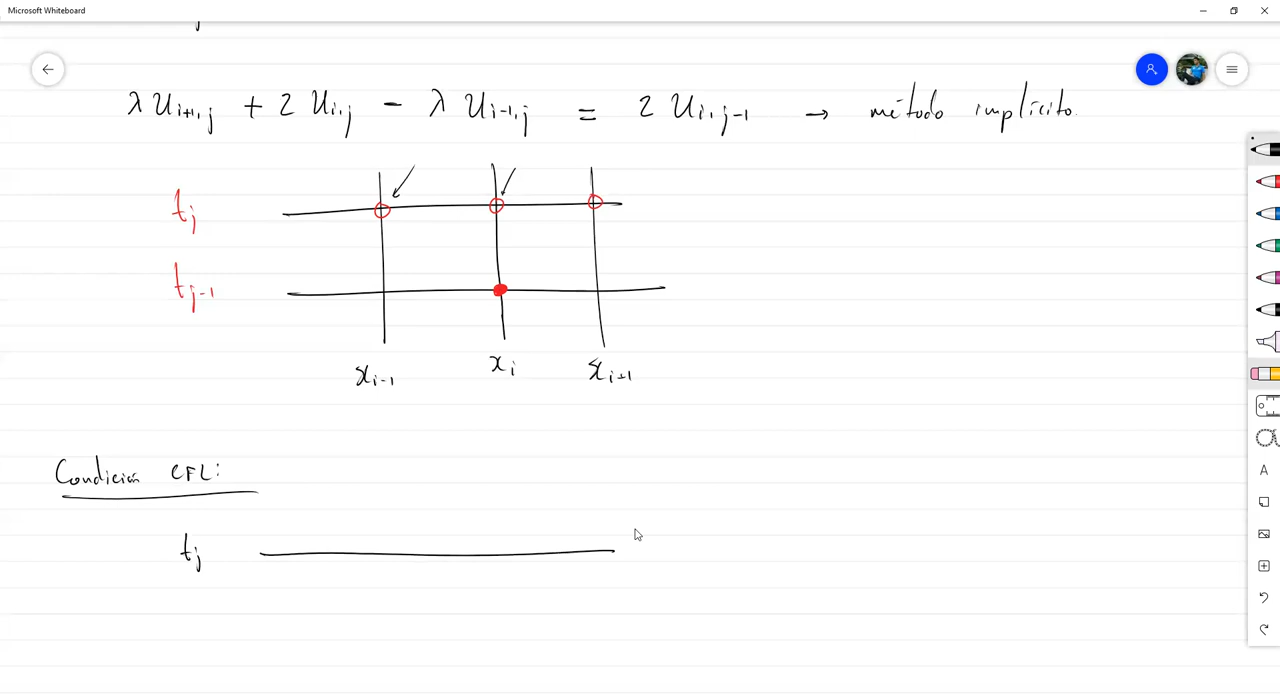 Microsoft Whiteboard
λ u_{i+1,j} + 2 u_{i,j} - λ u_{i-1,j} = 2 u_{i,j-1} → método implícito.
t_j
t_{j-1}
x_{i-1} x_i x_{i+1}
Condición CFL:
t_j
A